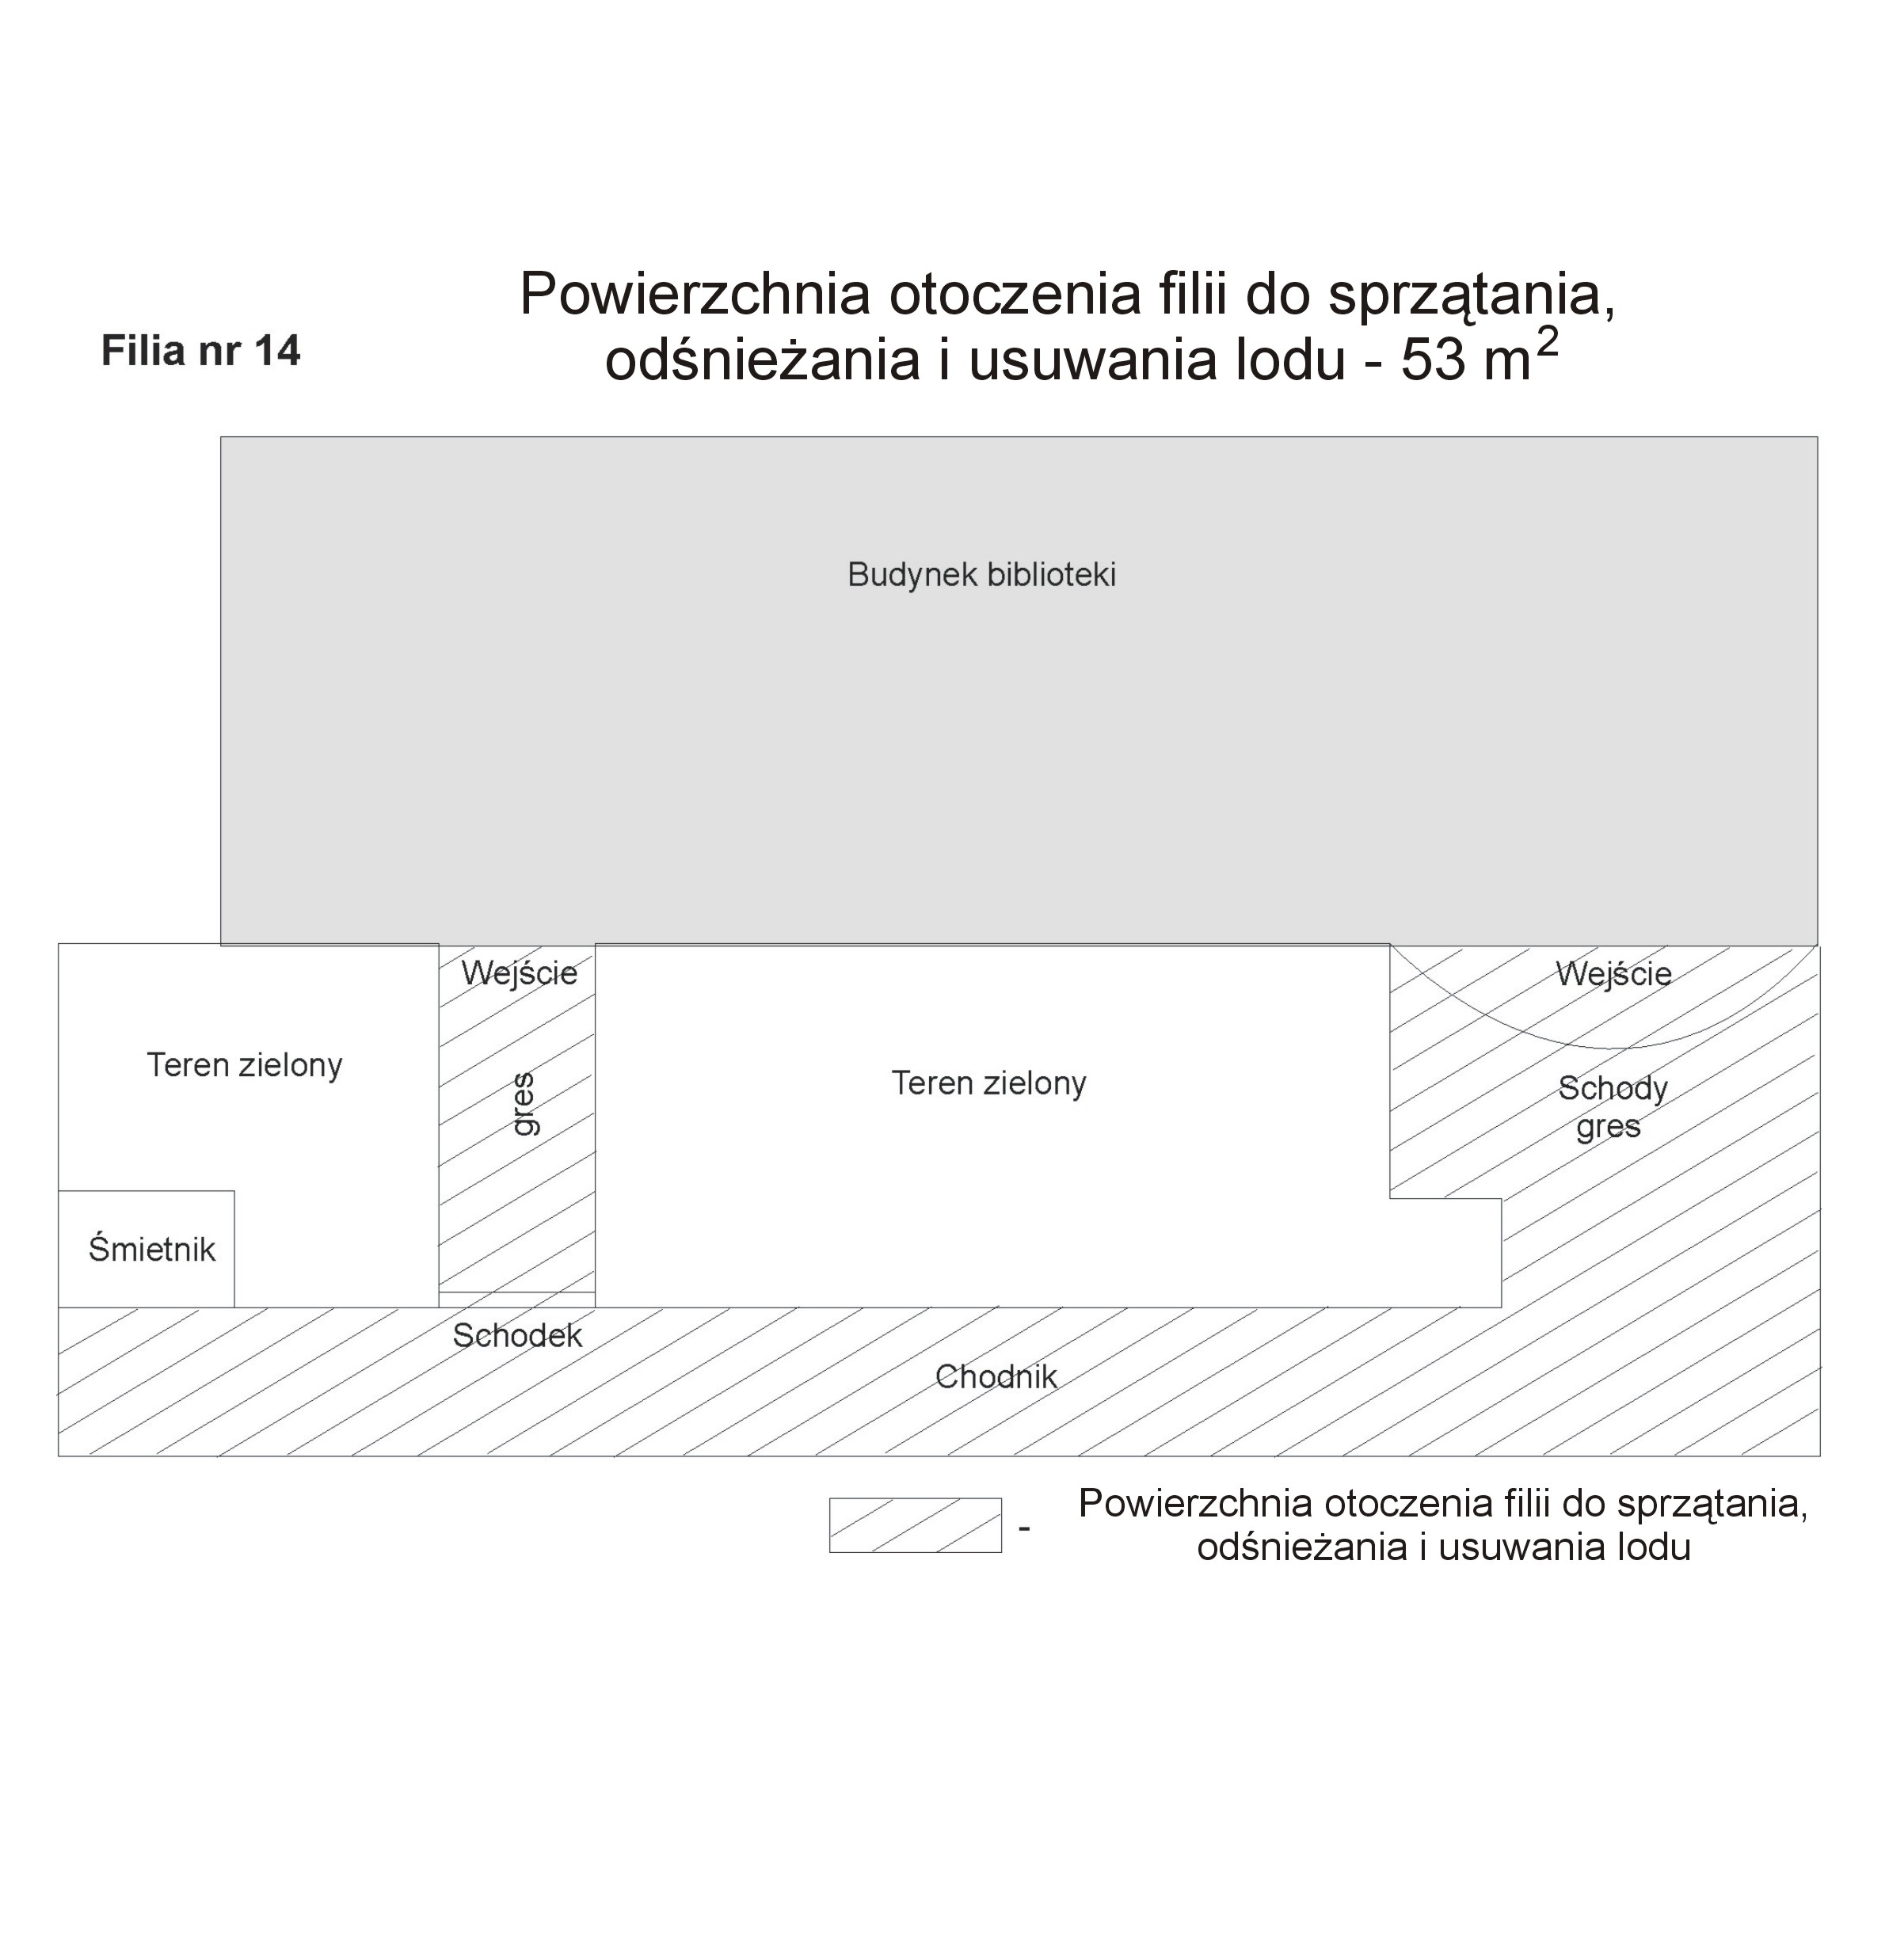 Powierzchnia otoczenia filii do sprzątania,
Filia nr 14
odśnieżania i usuwania lodu - 53 m²
Budynek biblioteki
Wejście
Wejście
Teren zielony
gres
Teren zielony
Schody
gres
Śmietnik
Schodek
Chodnik
- Powierzchnia otoczenia filii do sprzątania,
odśnieżania i usuwania lodu